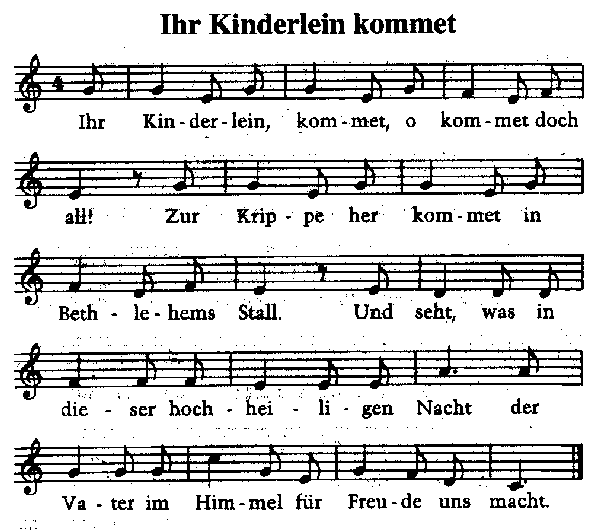 Ihr Kinderlein kommet
4
Ihr Kin-der-lein, kom-met, o kom-met doch
all! Zur Krip-pe her kom-met in
Beth-le-hems Stall. Und seht, was in
die-ser hoch-hei-li-gen Nacht der
Va-ter im Him-mel für Freu-de uns macht.